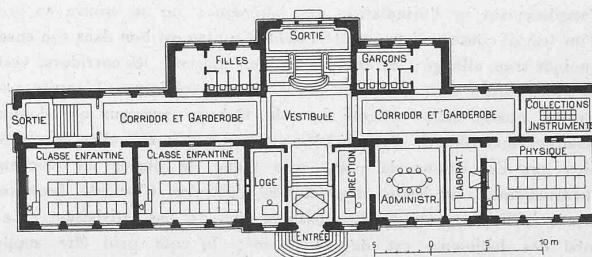 SORTIE
FILLES
GARÇONS
COLLECTIONS
INSTRUMENTS
SORTIE
CORRIDOR ET GARDEROBE
VESTIBULE
CORRIDOR ET GARDEROBE
CLASSE ENFANTINE
CLASSE ENFANTINE
LOGE
DIRECTION
ADMINISTR.
LABORAT.
PHYSIQUE
ENTRÉE
5 0 5 10 m